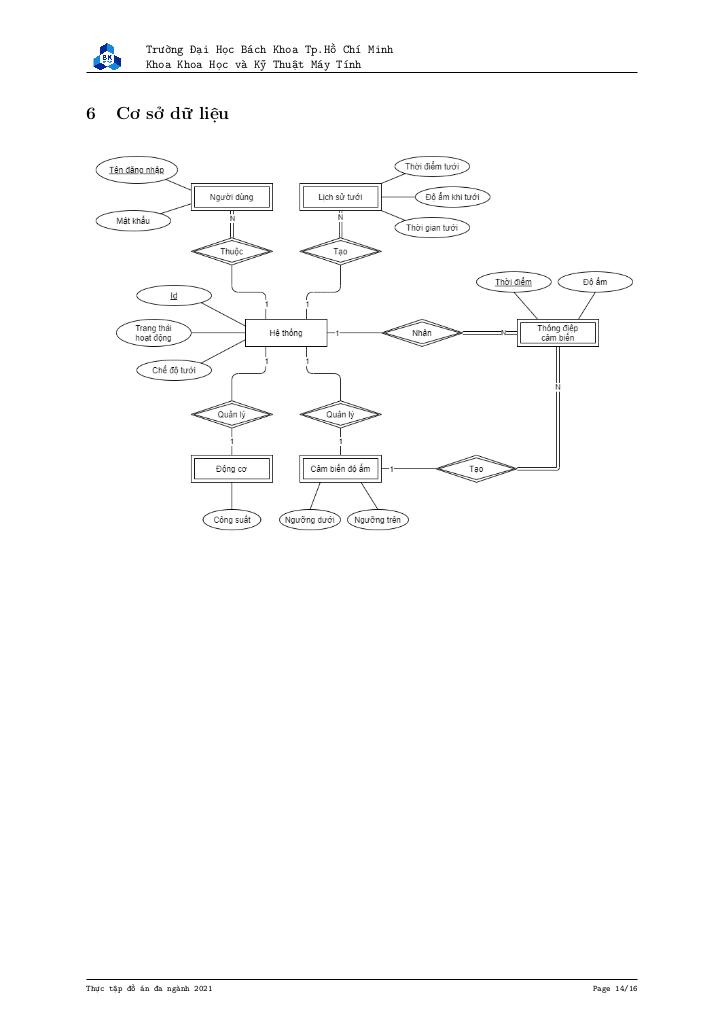 BK
Trường Đại Học Bách Khoa Tp.Hồ Chí Minh
Khoa Khoa Học và Kỹ Thuật Máy Tính
6 Cơ sở dữ liệu
Tên đăng nhập
Mật khẩu
Người dùng
Lịch sử tưới
Thời điểm tưới
Độ ẩm khi tưới
Thời gian tưới
N
N
Thuộc
Tạo
1
1
Id
Trạng thái
hoạt động
Chế độ tưới
Hệ thống
1
Nhận
N
Thông điệp
cảm biến
Thời điểm
Độ ẩm
1
1
N
Quản lý
Quản lý
1
1
Động cơ
Cảm biến độ ẩm
1
Tạo
Công suất
Ngưỡng dưới
Ngưỡng trên
Thực tập đồ án đa ngành 2021
Page 14/16